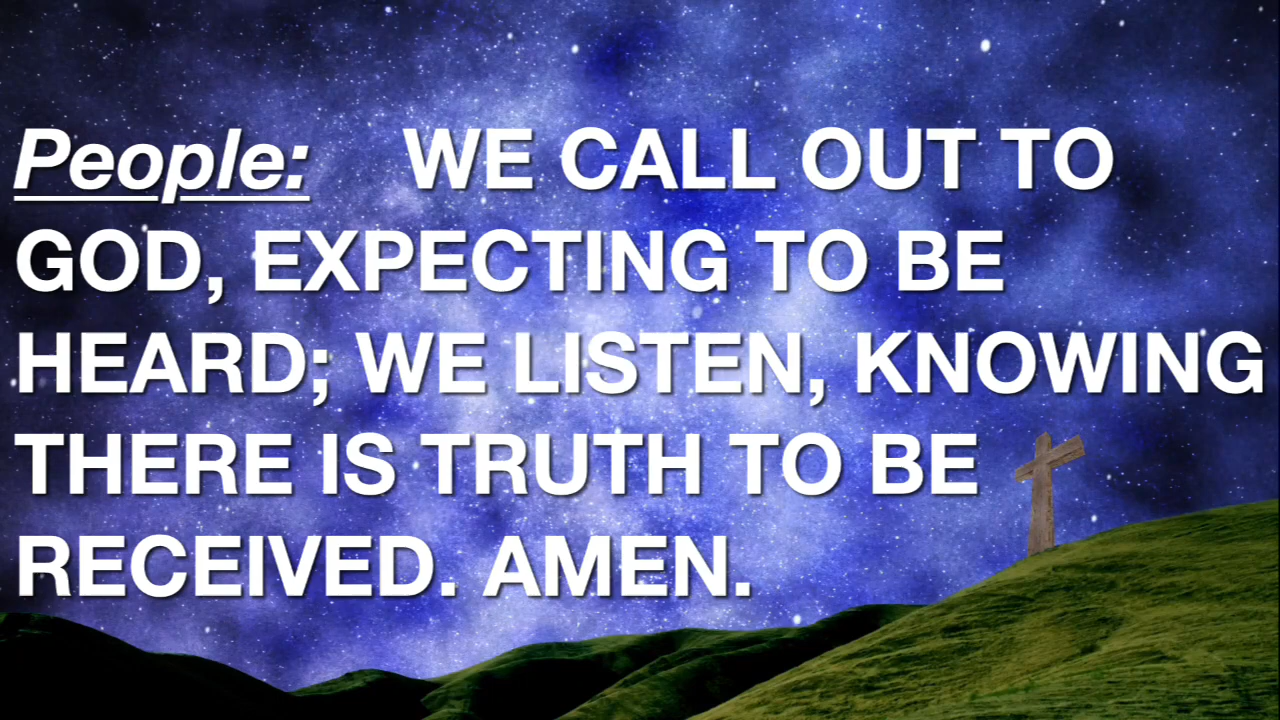 People: WE CALL OUT TO
GOD, EXPECTING TO BE
HEARD; WE LISTEN, KNOWING
THERE IS TRUTH TO BE
RECEIVED. AMEN.